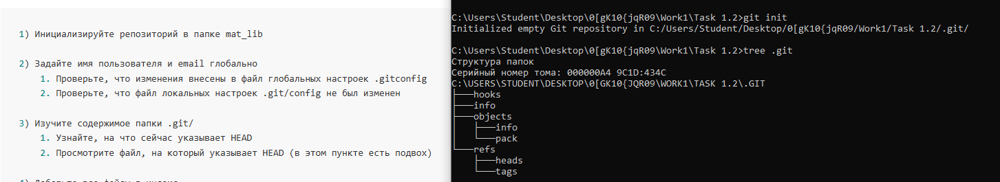 1) Инициализируйте репозиторий в папке mat_lib
2) Задайте имя пользователя и email глобально
1. Проверьте, что изменения внесены в файл глобальных настроек .gitconfig
2. Проверьте, что файл локальных настроек .git/config не был изменен
3) Изучите содержимое папки .git/
1. Узнайте, на что сейчас указывает HEAD
2. Просмотрите файл, на который указывает HEAD (в этом пункте есть подвох)
C:\Users\Student\Desktop\0[gK10{jqR09\Work1\Task 1.2>git init
Initialized empty Git repository in C:/Users/Student/Desktop/0[gK10{jqR09/Work1/Task 1.2/.git/
C:\Users\Student\Desktop\0[gK10{jqR09\Work1\Task 1.2>tree .git
Структура папок
Серийный номер тома: 000000A4 9C1D:434C
C:\USERS\STUDENT\DESKTOP\0[GK10{JQR09\WORK1\TASK 1.2\.GIT
├───hooks
├───info
├───objects
│   ├───info
│   └───pack
└───refs
    ├───heads
    └───tags